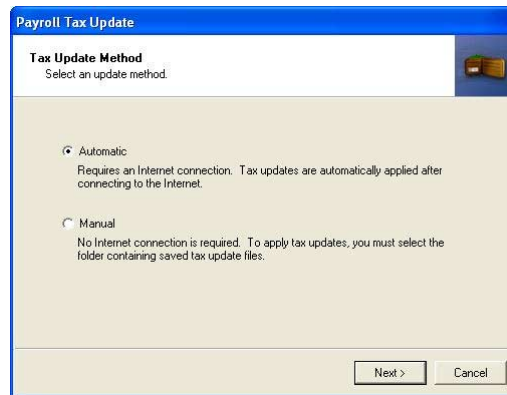 Payroll Tax Update
Tax Update Method
Select an update method.
Automatic
Requires an Internet connection.  Tax updates are automatically applied after
connecting to the Internet.
Manual
No Internet connection is required.  To apply tax updates, you must select the
folder containing saved tax update files.
Next >
Cancel